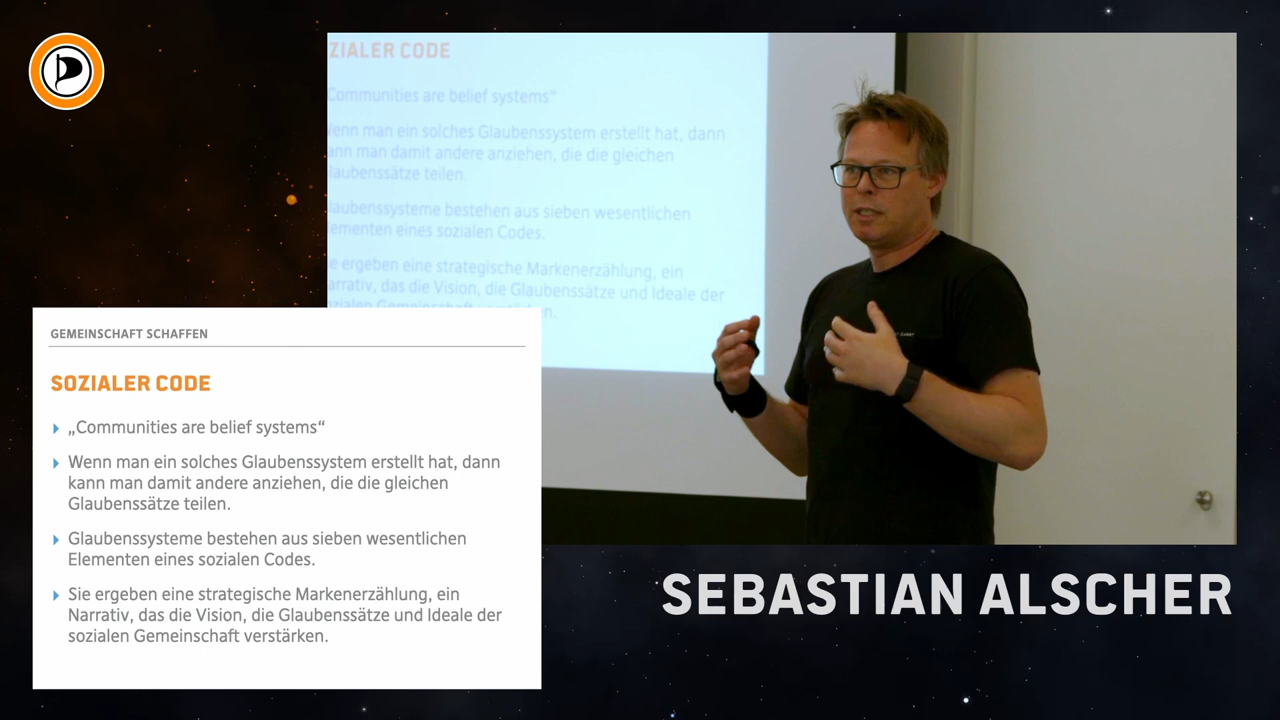 ZIALER CODE
Communities are belief systems“
Wenn man ein solches Glaubenssystem erstellt hat, dann
ann man damit andere anziehen, die die gleichen
laubenssätze teilen.
laubenssysteme bestehen aus sieben wesentlichen
ementen eines sozialen Codes.
e ergeben eine strategische Markenerzählung, ein
arrativ, das die Vision, die Glaubenssätze und Ideale der
GEMEINSCHAFT SCHAFFEN
SOZIALER CODE
„Communities are belief systems“
Wenn man ein solches Glaubenssystem erstellt hat, dann
kann man damit andere anziehen, die die gleichen
Glaubenssätze teilen.
Glaubenssysteme bestehen aus sieben wesentlichen
Elementen eines sozialen Codes.
Sie ergeben eine strategische Markenerzählung, ein
Narrativ, das die Vision, die Glaubenssätze und Ideale der
sozialen Gemeinschaft verstärken.
SEBASTIAN ALSCHER